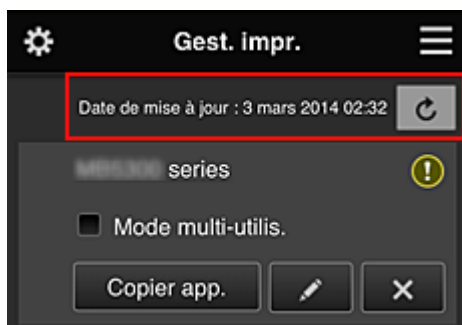 Gest. impr.
Date de mise à jour : 3 mars 2014 02:32
series
Mode multi-utilis.
Copier app.